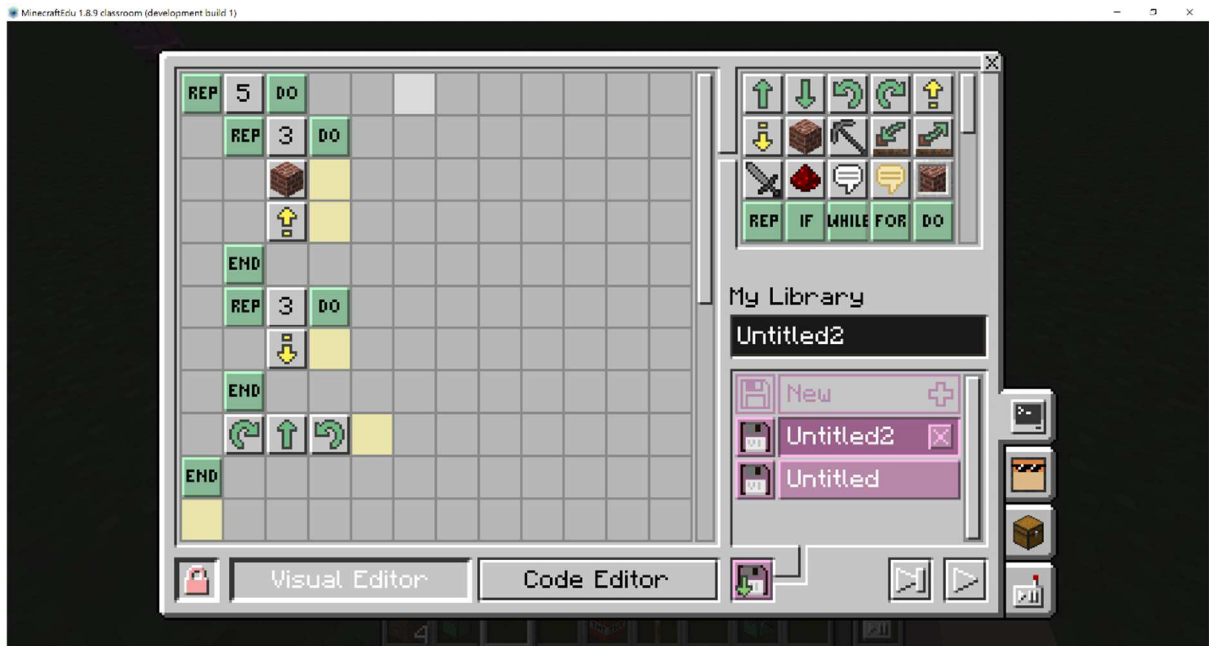 MinecraftEdu 1.8.9 classroom (development build 1)
REP 5 DO
REP 3 DO
END
REP 3 DO
END
END
REP IF WHILE FOR DO
My Library
Untitled2
New
Untitled2
Untitled
Visual Editor
Code Editor
4